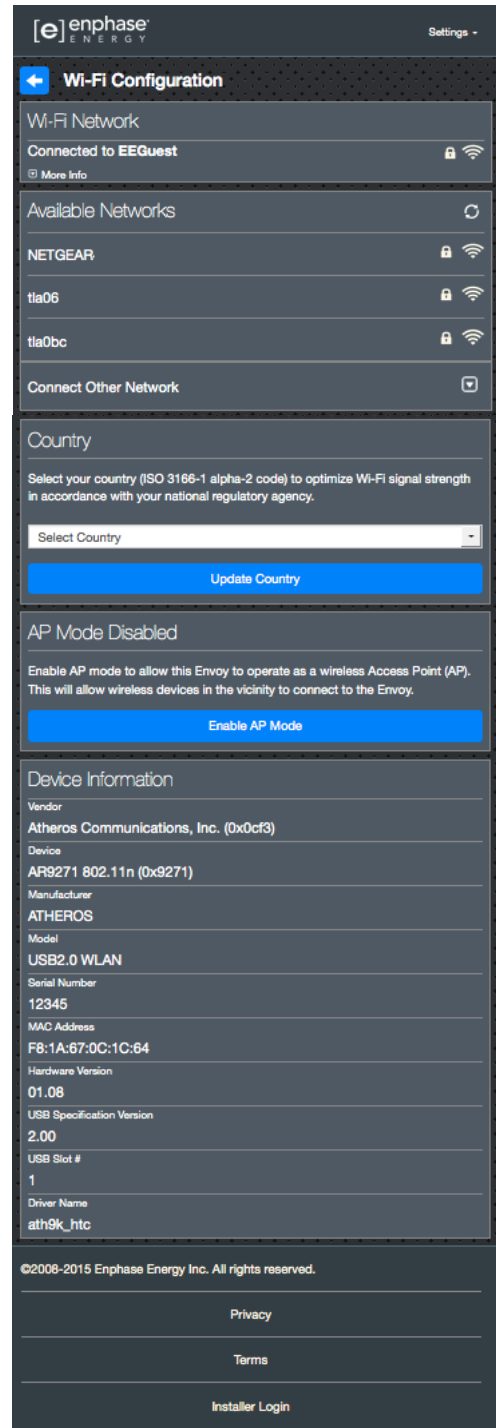 [e] enphase
ENERGY
Settings
Wi-Fi Configuration
Wi-Fi Network
Connected to EEGuest
More Info
Available Networks
NETGEAR
tla06
tla0bc
Connect Other Network
Country
Select your country (ISO 3166-1 alpha-2 code) to optimize Wi-Fi signal strength
in accordance with your national regulatory agency.
Select Country
Update Country
AP Mode Disabled
Enable AP mode to allow this Envoy to operate as a wireless Access Point (AP).
This will allow wireless devices in the vicinity to connect to the Envoy.
Enable AP Mode
Device Information
Vendor
Atheros Communications, Inc. (0x0cf3)
Device
AR9271 802.11n (0x9271)
Manufacturer
ATHEROS
Model
USB2.0 WLAN
Serial Number
12345
MAC Address
F8:1A:67:0C:1C:64
Hardware Version
01.08
USB Specification Version
2.00
USB Slot #
1
Driver Name
ath9k_htc
©2008-2015 Enphase Energy Inc. All rights reserved.
Privacy
Terms
Installer Login